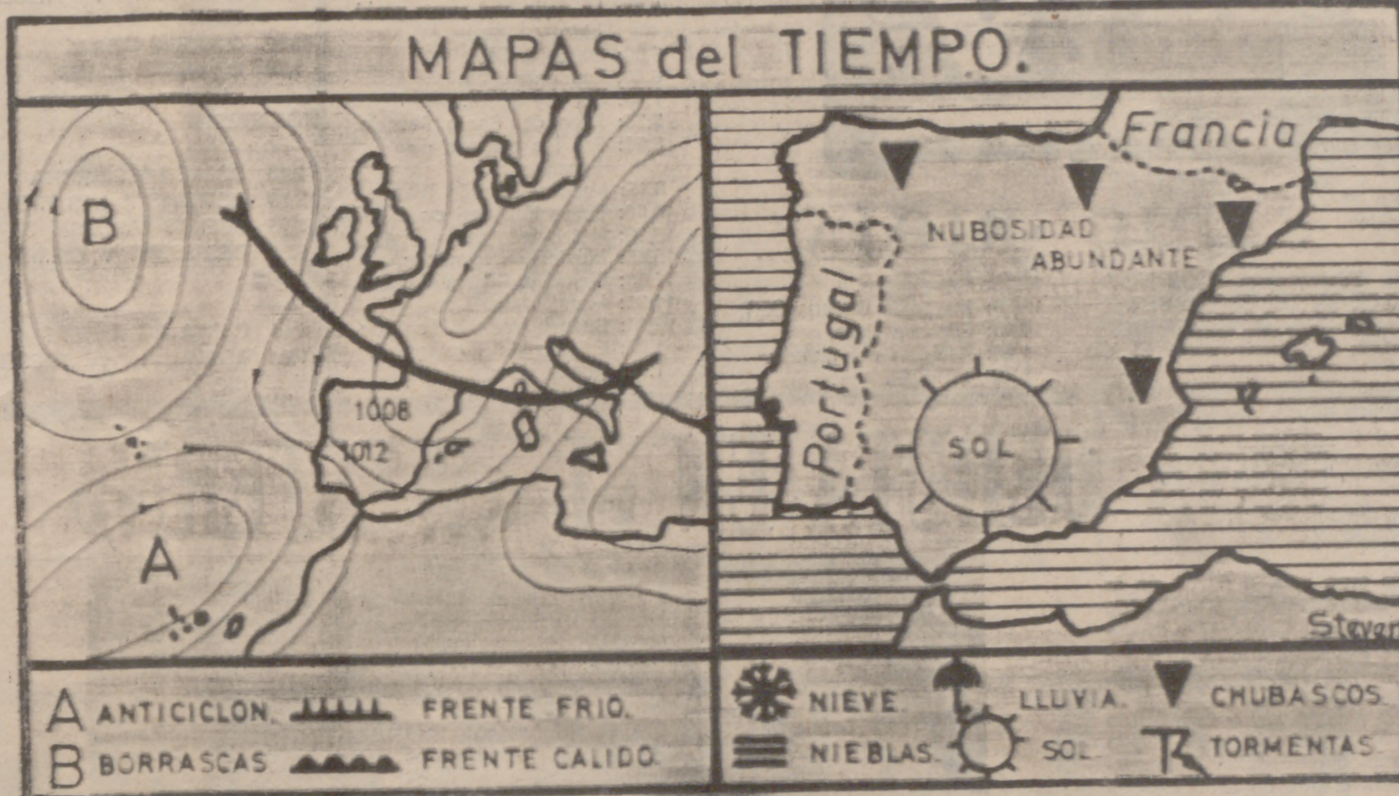 MAPAS del TIEMPO.
B
1008
1012
A
Francia
NUBOSIDAD
ABUNDANTE
Portugal
SOL
A ANTICICLON. FRENTE FRIO.
B BORRASCAS FRENTE CALIDO.
NIEVE. LLUVIA. CHUBASCOS
NIEBLAS. SOL. TORMENTAS.